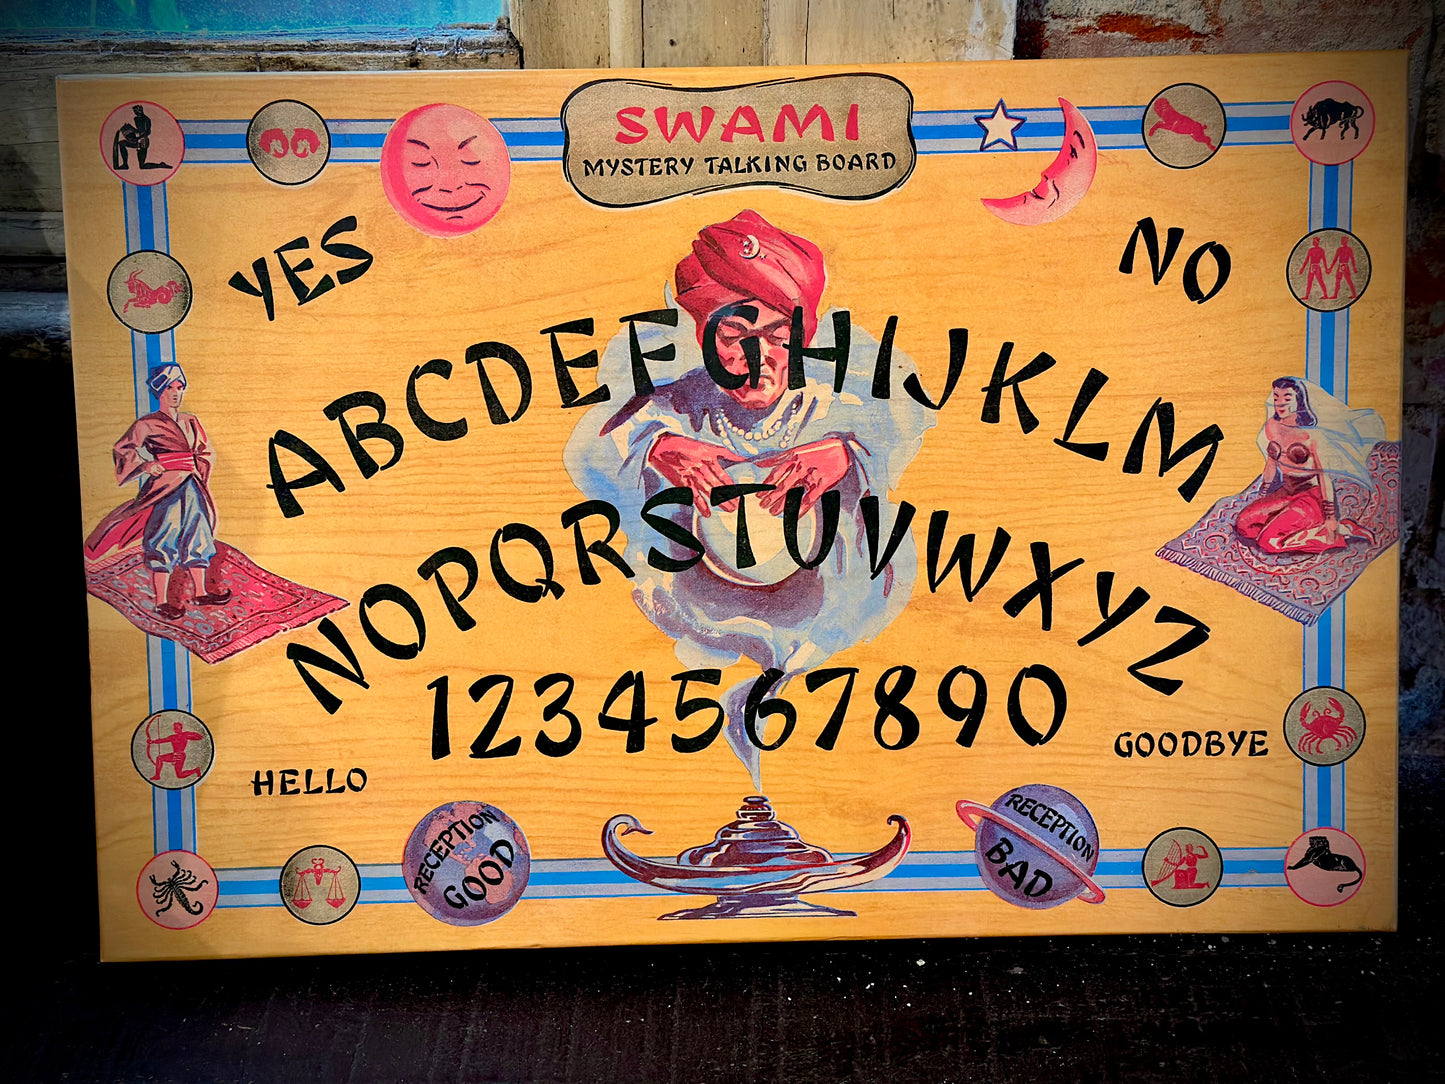 SWAMI
MYSTERY TALKING BOARD
YES
NO
ABCDEFGHIJKLM
NOPQRSTUVWXYZ
1234567890
HELLO
GOODBYE
RECEPTION
GOOD
RECEPTION
BAD